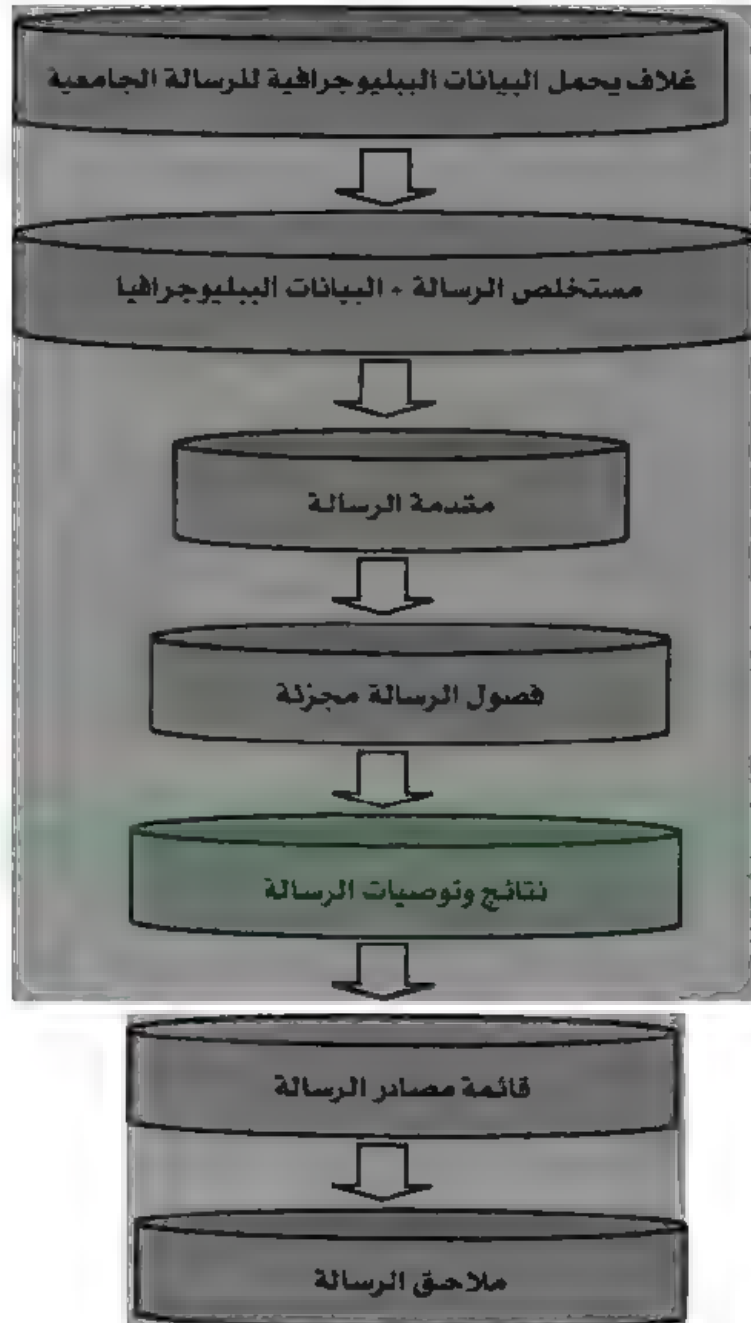 غلاف يحمل البيانات الببليوجرافية للرسالة الجامعية
مستخلص الرسالة + البيانات الببليوجرافيا
مقدمة الرسالة
فصول الرسالة مجزئة
نتائج وتوصيات الرسالة
قائمة مصادر الرسالة
ملاحق الرسالة